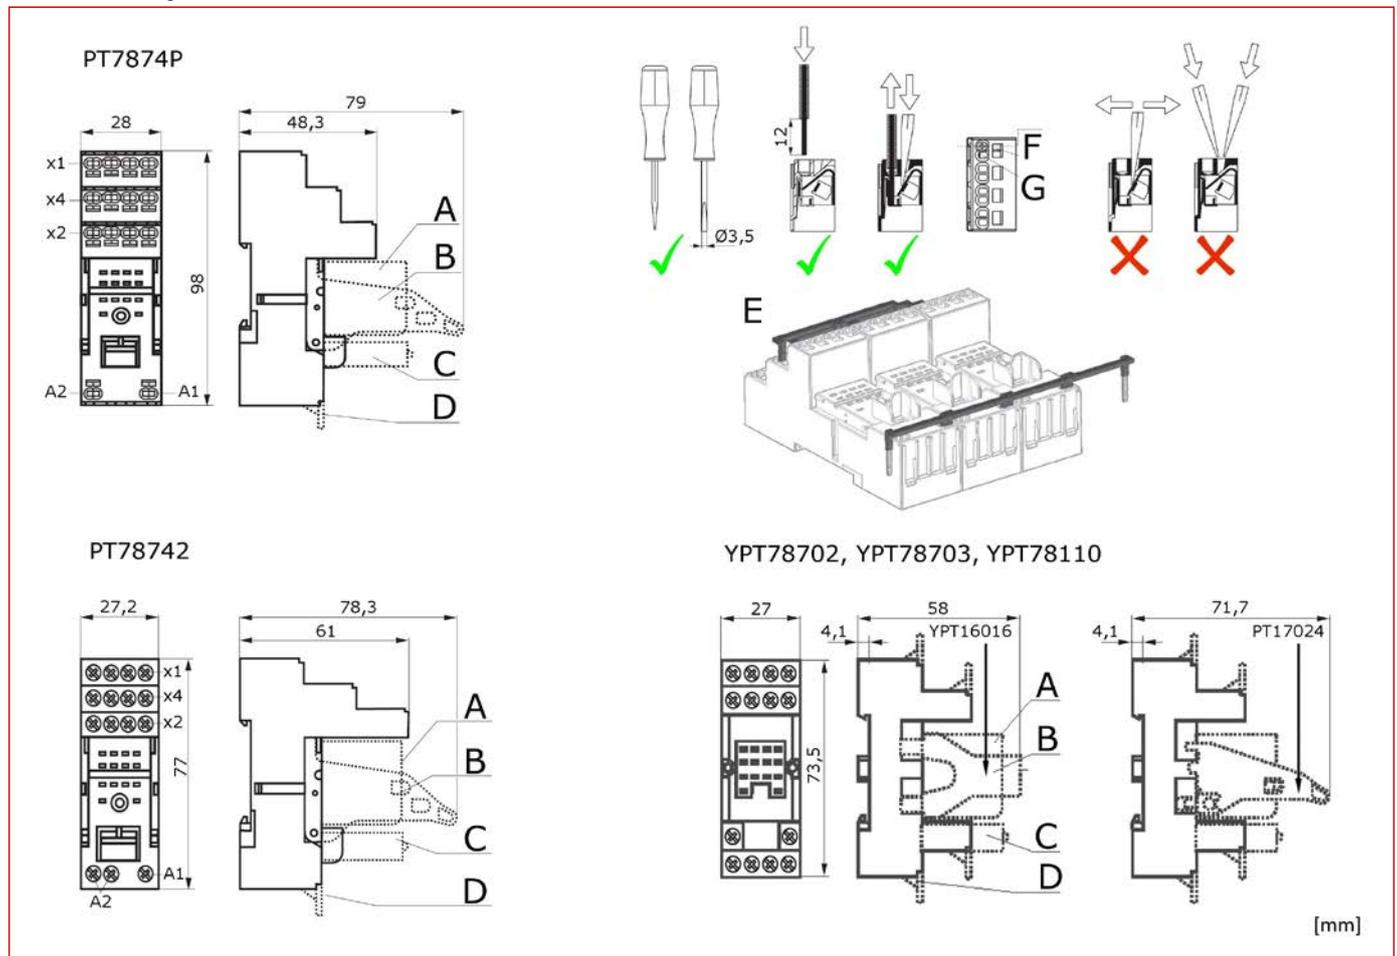 PT7874P
79
48,3
28
x1
x4
x2
98
A2
A1
A
B
C
D
12
Ø3,5
F
G
E
PT78742
27,2
78,3
61
x1
x4
x2
77
A1
A2
A
B
C
D
YPT78702, YPT78703, YPT78110
27
58
4,1
YPT16016
73,5
A
B
C
D
71,7
4,1
PT17024
[mm]